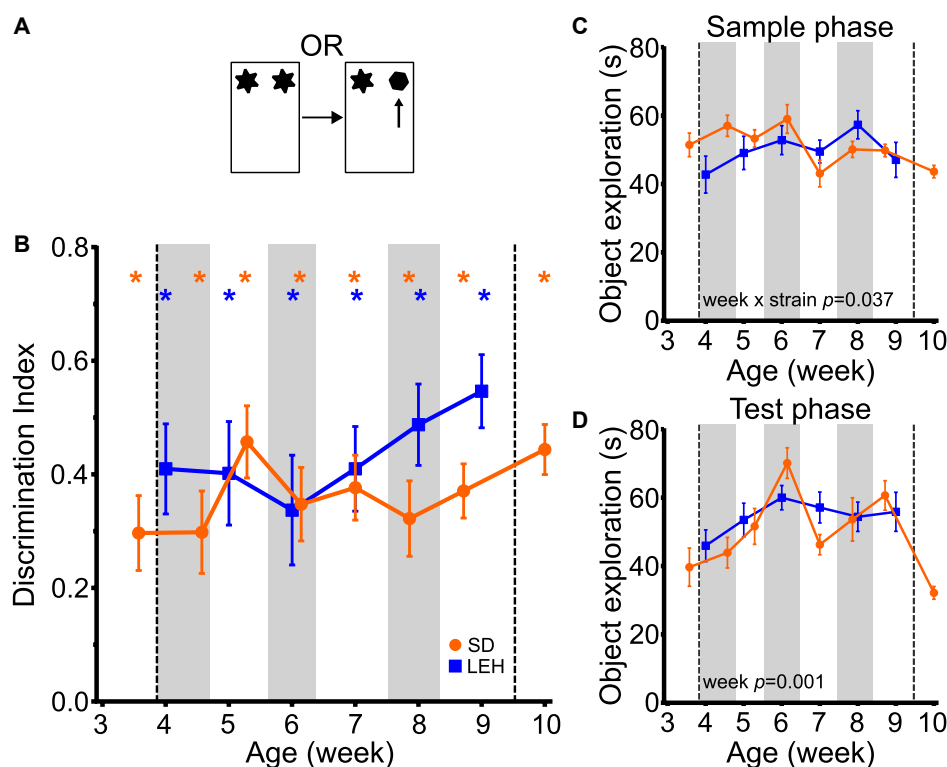 A
OR
B
0.8
0.6
0.4
0.2
0.0
Discrimination Index
* * * * * * * *
* * * * * *
SD
LEH
3 4 5 6 7 8 9 10
Age (week)
C
Sample phase
80
60
40
20
0
Object exploration (s)
week x strain p=0.037
3 4 5 6 7 8 9 10
Age (week)
D
Test phase
80
60
40
20
0
Object exploration (s)
week p=0.001
3 4 5 6 7 8 9 10
Age (week)